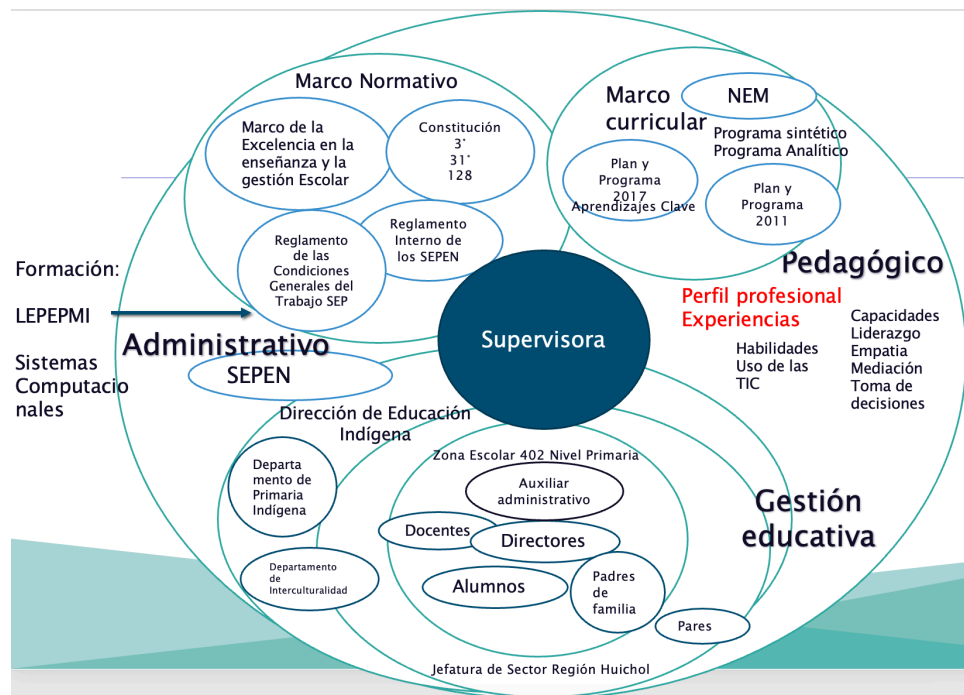 Marco Normativo
Marco de la
Excelencia en la
enseñanza y la
gestión Escolar
Constitución
3°
31°
128
Reglamento
de las
Condiciones
Generales del
Trabajo SEP
Reglamento
Interno de
los SEPEN
Marco
curricular
NEM
Programa sintético
Programa Analítico
Plan y
Programa
2017
Aprendizajes Clave
Plan y
Programa
2011
Formación:
LEPEPMI
Sistemas
Computacio
nales
Administrativo
SEPEN
Supervisora
Pedagógico
Perfil profesional
Experiencias
Habilidades
Uso de las
TIC
Capacidades
Liderazgo
Empatia
Mediación
Toma de
decisiones
Dirección de Educación
Indígena
Departa
mento de
Primaria
Indígena
Departamento
de
Interculturalidad
Zona Escolar 402 Nivel Primaria
Auxiliar
administrativo
Docentes
Directores
Alumnos
Padres
de
familia
Pares
Gestión
educativa
Jefatura de Sector Región Huichol